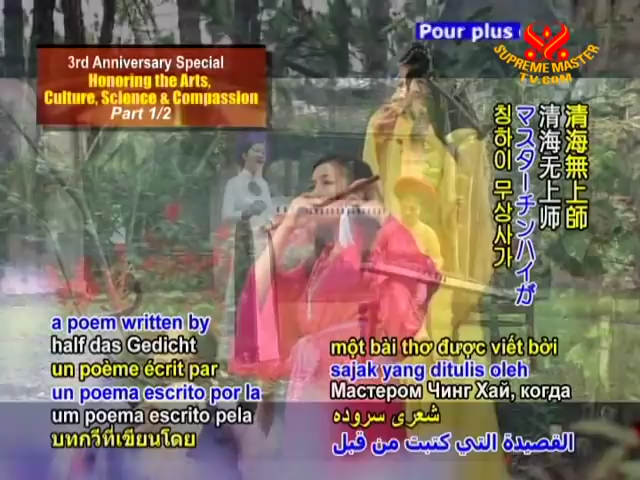 Pour plus
SUPREME MASTER
TV.COM
3rd Anniversary Special
Honoring the Arts,
Culture, Science & Compassion
Part 1/2
清海無上師
清海无上师
マスターチンハイが
칭하이 무상사가
a poem written by
half das Gedicht
un poème écrit par
un poema escrito por la
um poema escrito pela
บทกวีที่เขียนโดย
một bài thơ được viết bởi
sajak yang ditulis oleh
Мастером Чинг Хай, когда
شعری سروده
القصيدة التي كتبت من قبل